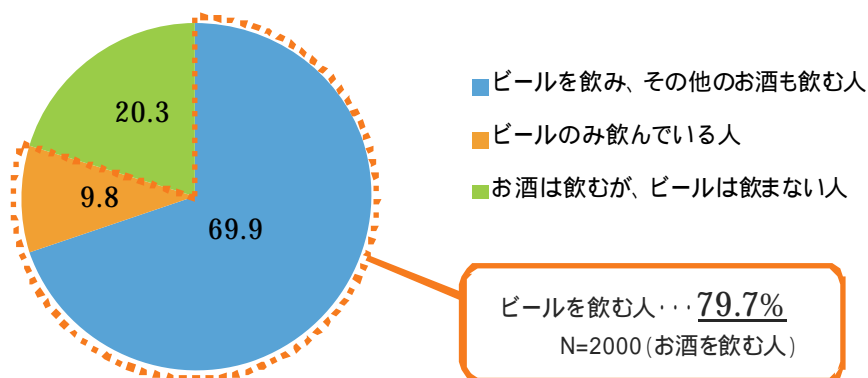 20.3
9.8
69.9
ビールを飲み、その他のお酒も飲む人
ビールのみ飲んでいる人
お酒は飲むが、ビールは飲まない人
ビールを飲む人･･･79.7%
N=2000(お酒を飲む人)